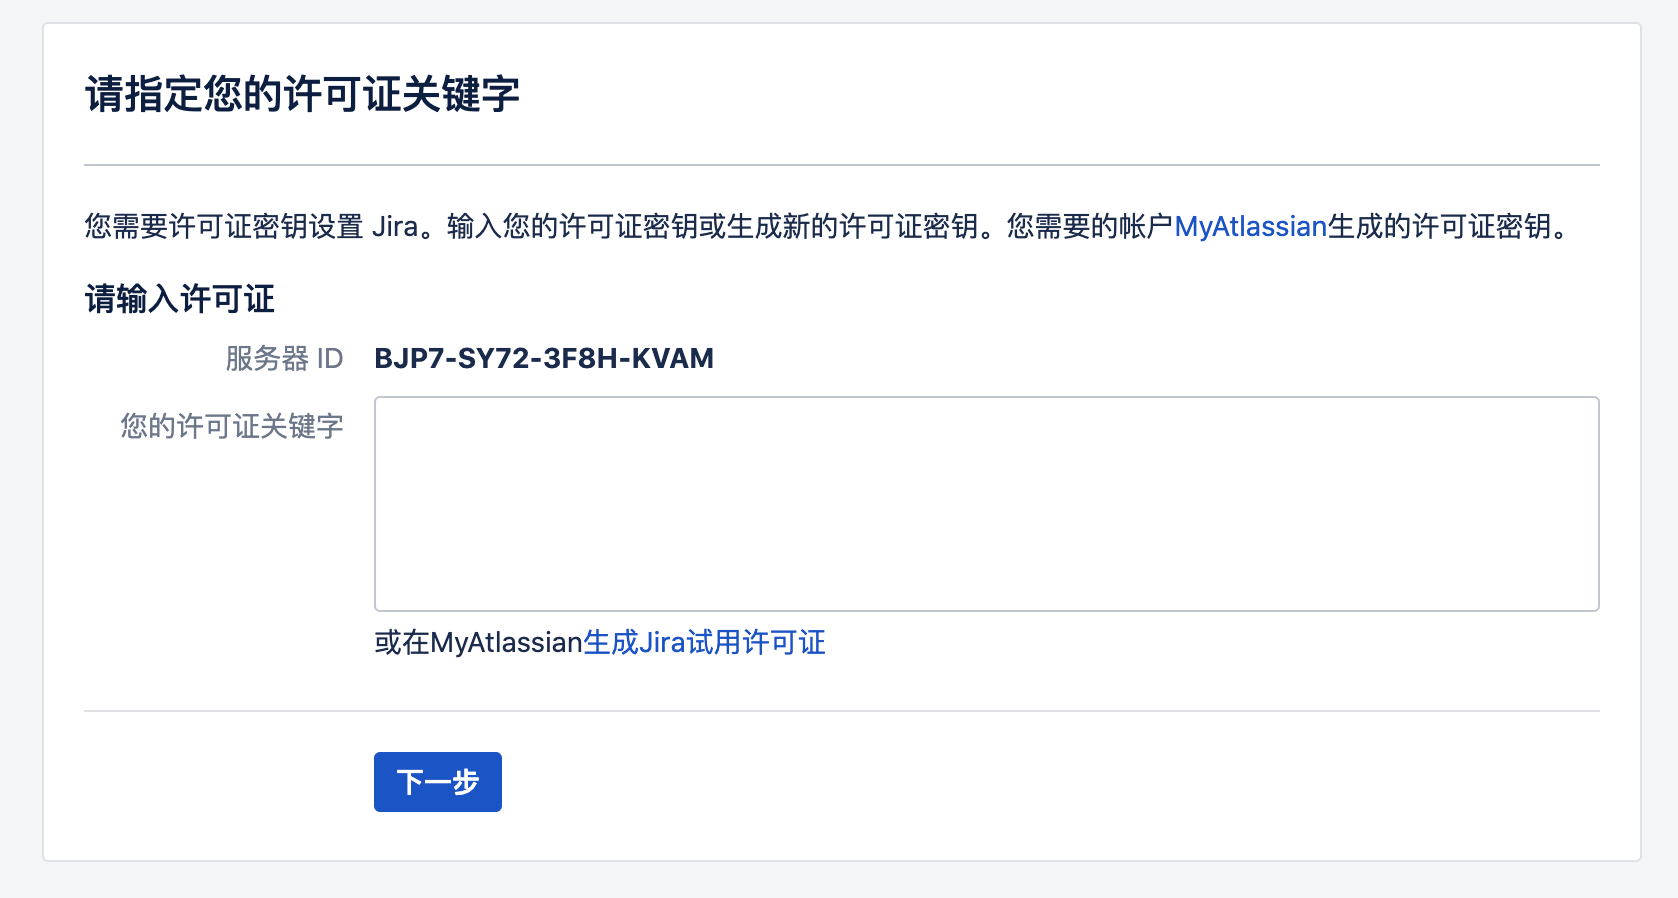 请指定您的许可证关键字
您需要许可证密钥设置 Jira。输入您的许可证密钥或生成新的许可证密钥。您需要的帐户MyAtlassian生成的许可证密钥。
请输入许可证
服务器 ID BJP7-SY72-3F8H-KVAM
您的许可证关键字
或在MyAtlassian生成Jira试用许可证
下一步